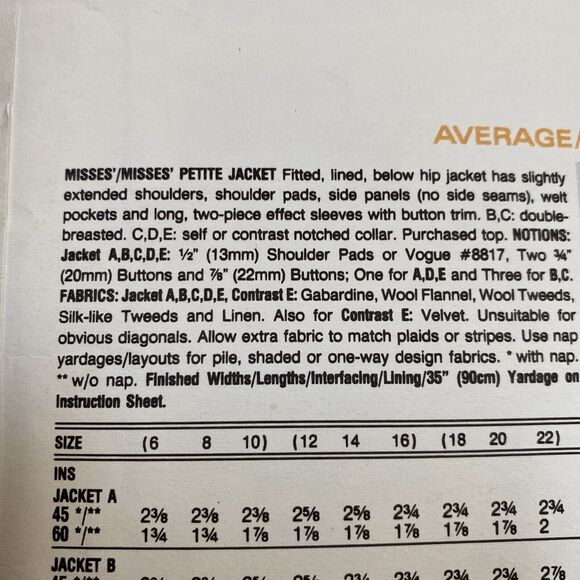 AVERAGE/
MISSES'/MISSES' PETITE JACKET Fitted, lined, below hip jacket has slightly
extended shoulders, shoulder pads, side panels (no side seams), welt
pockets and long, two-piece effect sleeves with button trim. B,C: double-
breasted. C,D,E: self or contrast notched collar. Purchased top. NOTIONS:
Jacket A,B,C,D,E: ½" (13mm) Shoulder Pads or Vogue #8817, Two ¾"
(20mm) Buttons and ⅞" (22mm) Buttons; One for A,D,E and Three for B,C.
FABRICS: Jacket A,B,C,D,E, Contrast E: Gabardine, Wool Flannel, Wool Tweeds,
Silk-like Tweeds and Linen. Also for Contrast E: Velvet. Unsuitable for
obvious diagonals. Allow extra fabric to match plaids or stripes. Use nap
yardages/layouts for pile, shaded or one-way design fabrics. * with nap.
** w/o nap. Finished Widths/Lengths/Interfacing/Lining/35" (90cm) Yardage on
Instruction Sheet.
SIZE (6 8 10) (12 14 16) (18 20 22)
INS
JACKET A
45 */** 2⅜ 2⅜ 2⅜ 2⅝ 2⅝ 2¾ 2¾ 2¾ 2¾
60 */** 1¾ 1¾ 1⅞ 1⅞ 1⅞ 1⅞ 1⅞ 1⅞ 2
JACKET B
2¾ 2¾ 2⅞